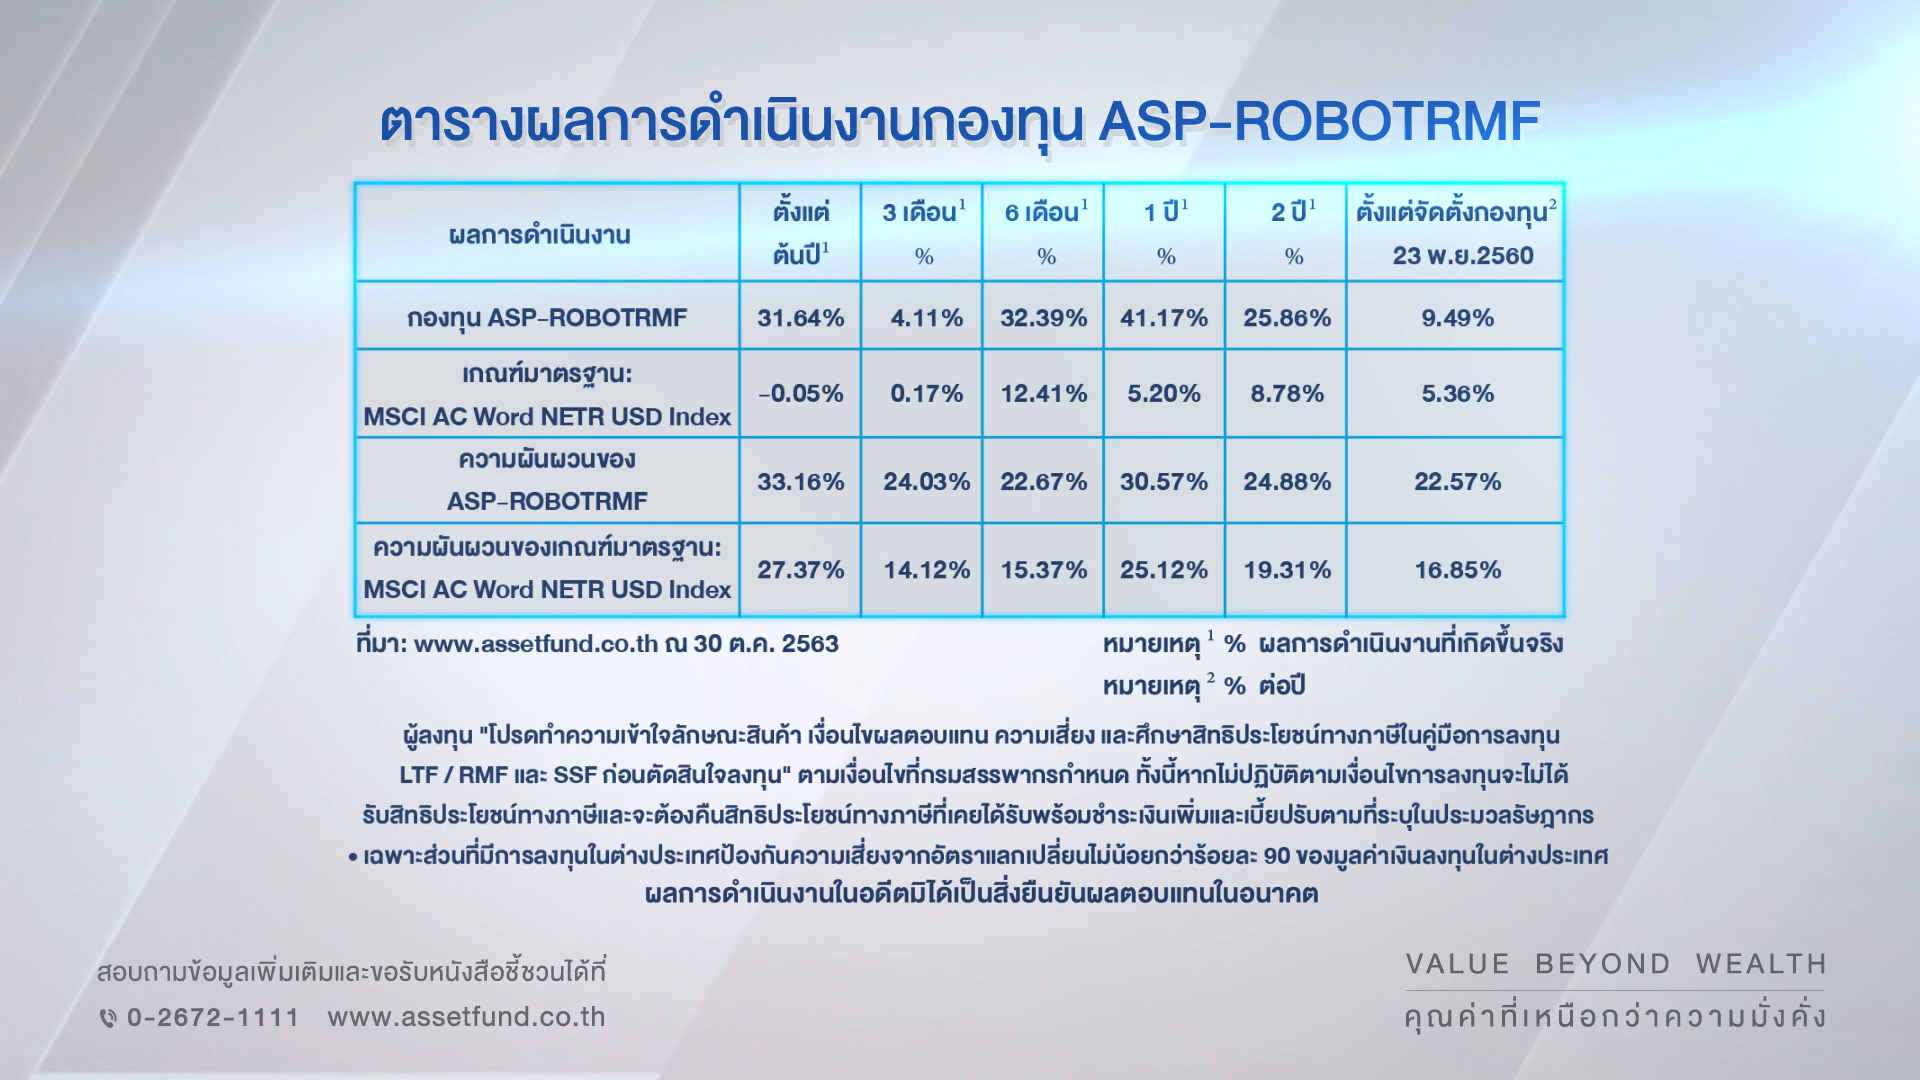 ตารางผลการดำเนินงานกองทุน ASP-ROBOTRMF
ผลการดำเนินงาน
ตั้งแต่
ต้นปี¹
3 เดือน¹
%
6 เดือน¹
%
1 ปี¹
%
2 ปี¹
%
ตั้งแต่จัดตั้งกองทุน²
23 พ.ย.2560
กองทุน ASP-ROBOTRMF 31.64% 4.11% 32.39% 41.17% 25.86% 9.49%
เกณฑ์มาตรฐาน:
MSCI AC Word NETR USD Index -0.05% 0.17% 12.41% 5.20% 8.78% 5.36%
ความผันผวนของ
ASP-ROBOTRMF 33.16% 24.03% 22.67% 30.57% 24.88% 22.57%
ความผันผวนของเกณฑ์มาตรฐาน:
MSCI AC Word NETR USD Index 27.37% 14.12% 15.37% 25.12% 19.31% 16.85%
ที่มา: www.assetfund.co.th ณ 30 ต.ค. 2563
หมายเหตุ ¹ % ผลการดำเนินงานที่เกิดขึ้นจริง
หมายเหตุ ² % ต่อปี
ผู้ลงทุน "โปรดทำความเข้าใจลักษณะสินค้า เงื่อนไขผลตอบแทน ความเสี่ยง และศึกษาสิทธิประโยชน์ทางภาษีในคู่มือการลงทุน
LTF / RMF และ SSF ก่อนตัดสินใจลงทุน" ตามเงื่อนไขที่กรมสรรพากรกำหนด ทั้งนี้หากไม่ปฏิบัติตามเงื่อนไขการลงทุนจะไม่ได้
รับสิทธิประโยชน์ทางภาษีและจะต้องคืนสิทธิประโยชน์ทางภาษีที่เคยได้รับพร้อมชำระเงินเพิ่มและเบี้ยปรับตามที่ระบุในประมวลรัษฎากร
• เฉพาะส่วนที่มีการลงทุนในต่างประเทศป้องกันความเสี่ยงจากอัตราแลกเปลี่ยนไม่น้อยกว่าร้อยละ 90 ของมูลค่าเงินลงทุนในต่างประเทศ
ผลการดำเนินงานในอดีตมิได้เป็นสิ่งยืนยันผลตอบแทนในอนาคต
สอบถามข้อมูลเพิ่มเติมและขอรับหนังสือชี้ชวนได้ที่
0-2672-1111 www.assetfund.co.th
VALUE BEYOND WEALTH
คุณค่าที่เหนือกว่าความมั่งคั่ง